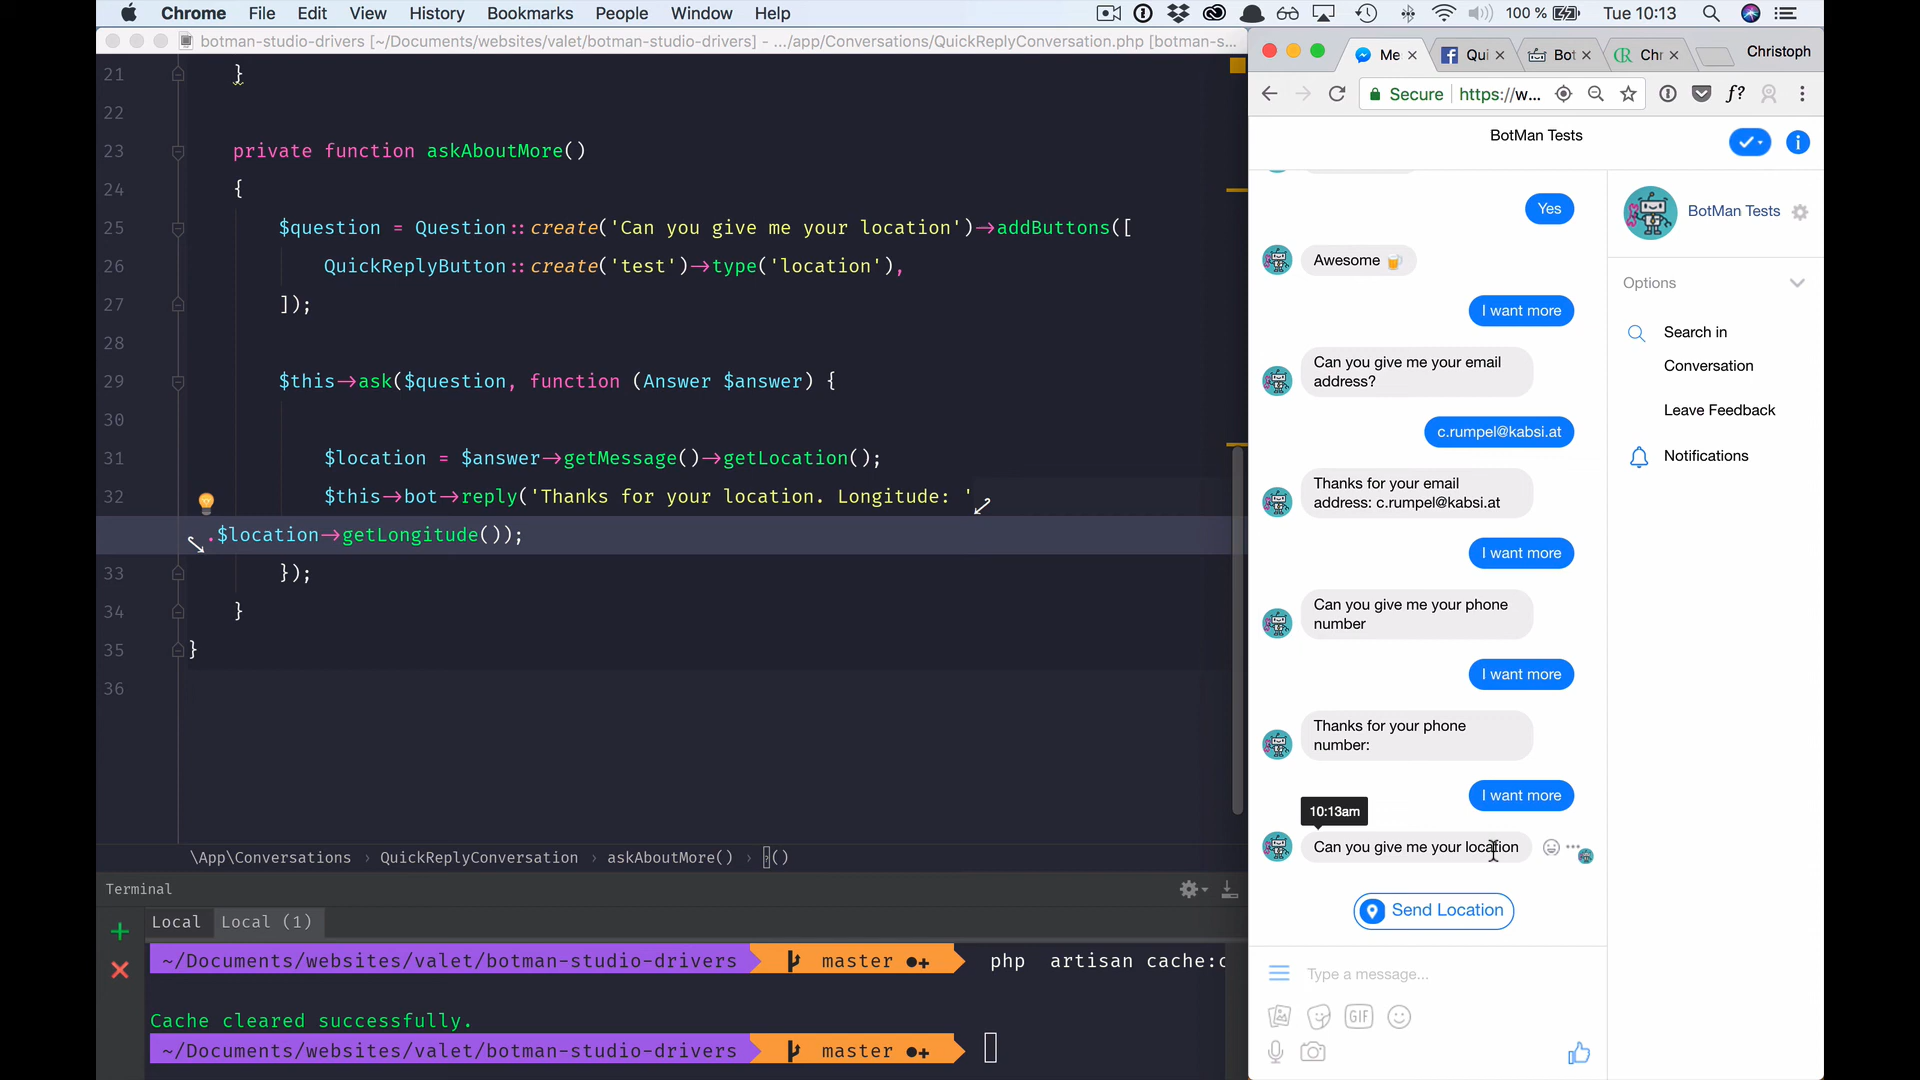 Chrome File Edit View History Bookmarks People Window Help 100 % Tue 10:13
botman-studio-drivers [~/Documents/websites/valet/botman-studio-drivers] - .../app/Conversations/QuickReplyConversation.php [botman-s...
21 }
22
23 private function askAboutMore()
24 {
25 $question = Question::create('Can you give me your location')->addButtons([
26 QuickReplyButton::create('test')->type('location'),
27 ]);
28
29 $this->ask($question, function (Answer $answer) {
30
31 $location = $answer->getMessage()->getLocation();
32 $this->bot->reply('Thanks for your location. Longitude: '
.$location->getLongitude());
33 });
34 }
35 }
36
\App\Conversations › QuickReplyConversation › askAboutMore() › ()
Terminal
Local Local (1)
~/Documents/websites/valet/botman-studio-drivers master ●+ php artisan cache:c
Cache cleared successfully.
~/Documents/websites/valet/botman-studio-drivers master ●+
Me Qui Bot Chr Christoph
Secure https://w... f?
BotMan Tests
Yes
Awesome 🍺
I want more
Can you give me your email
address?
c.rumpel@kabsi.at
Thanks for your email
address: c.rumpel@kabsi.at
I want more
Can you give me your phone
number
I want more
Thanks for your phone
number:
I want more
10:13am
Can you give me your location
Send Location
Type a message...
GIF
BotMan Tests
Options
Search in
Conversation
Leave Feedback
Notifications